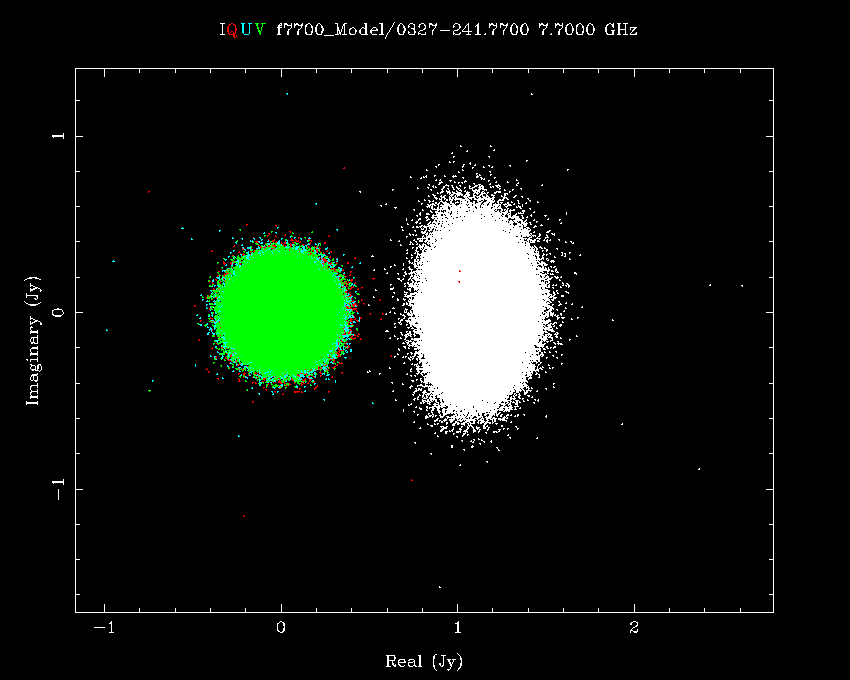 IQUV f7700_Model/0327-241.7700 7.7000 GHz
1
0
-1
Imaginary (Jy)
-1 0 1 2
Real (Jy)